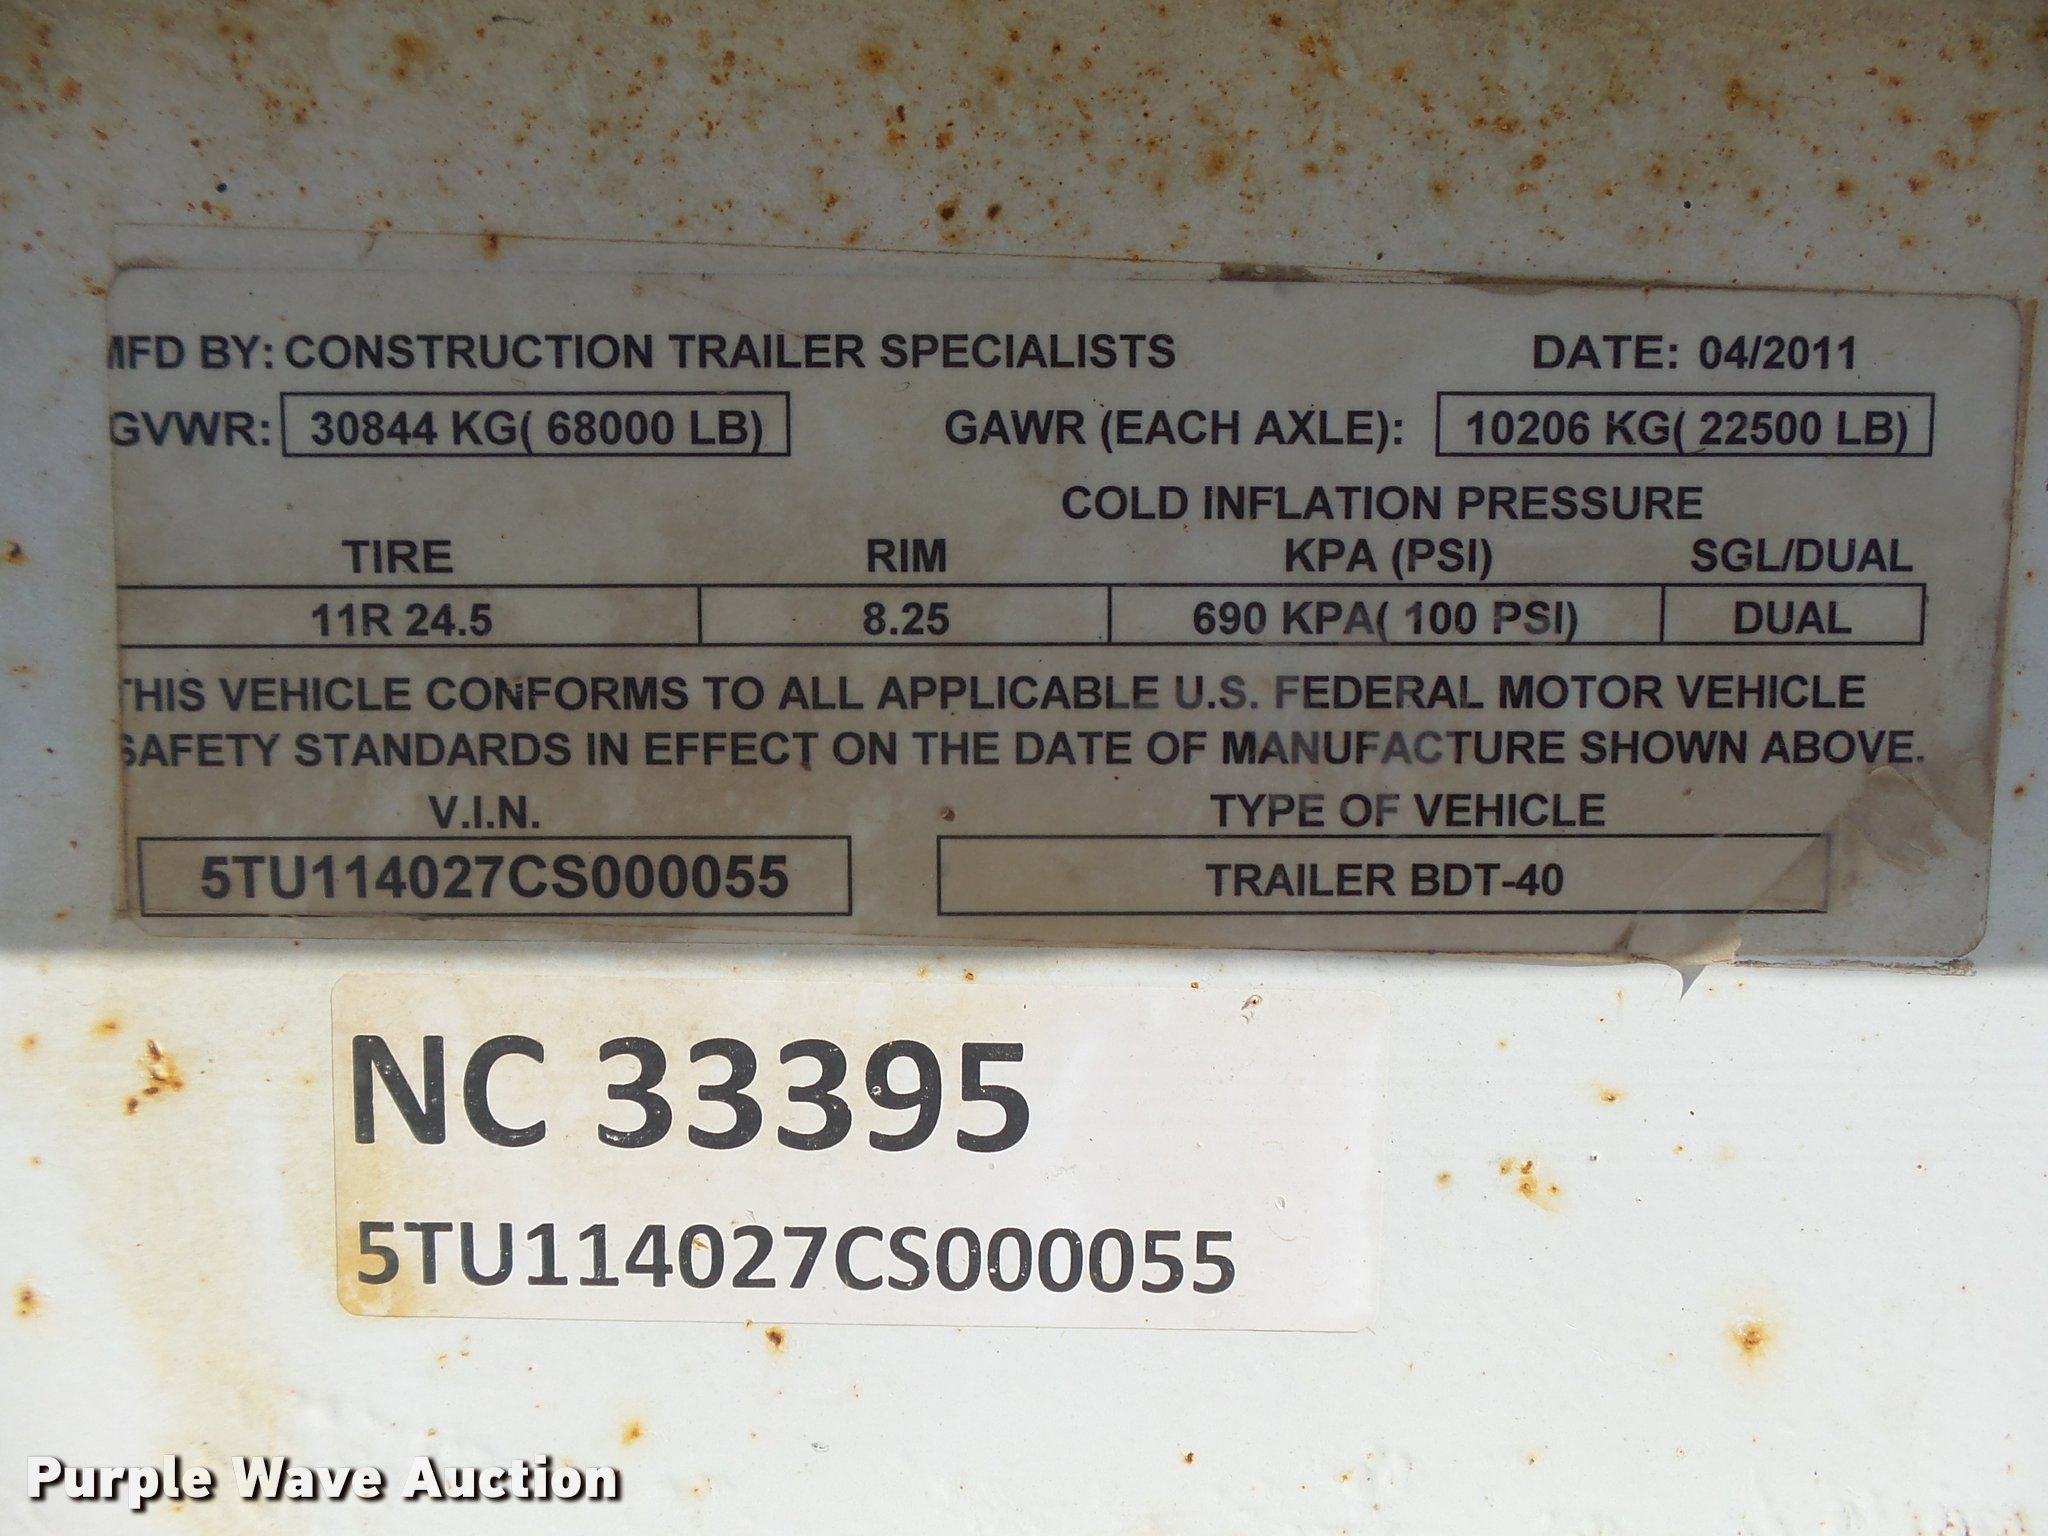 MFD BY: CONSTRUCTION TRAILER SPECIALISTS DATE: 04/2011
GVWR: 30844 KG( 68000 LB) GAWR (EACH AXLE): 10206 KG( 22500 LB)
COLD INFLATION PRESSURE
TIRE RIM KPA (PSI) SGL/DUAL
11R 24.5 8.25 690 KPA( 100 PSI) DUAL
THIS VEHICLE CONFORMS TO ALL APPLICABLE U.S. FEDERAL MOTOR VEHICLE
SAFETY STANDARDS IN EFFECT ON THE DATE OF MANUFACTURE SHOWN ABOVE.
V.I.N. TYPE OF VEHICLE
5TU114027CS000055 TRAILER BDT-40
NC 33395
5TU114027CS000055
Purple Wave Auction